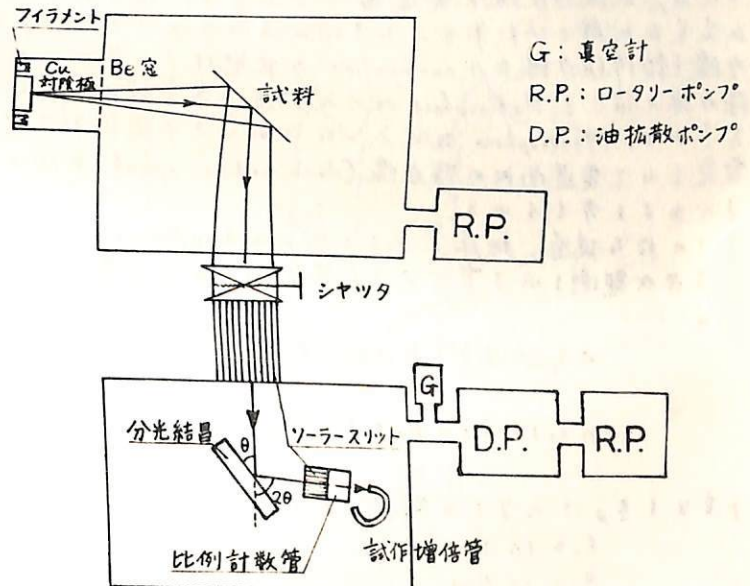 フィラメント
Cu
対陰極
Be窓
試料
G: 真空計
R.P.: ロータリーポンプ
D.P.: 油拡散ポンプ
R.P.
シヤツタ
G
D.P.
R.P.
分光結晶
θ
2θ
ソーラースリット
比例計数管
試作増倍管